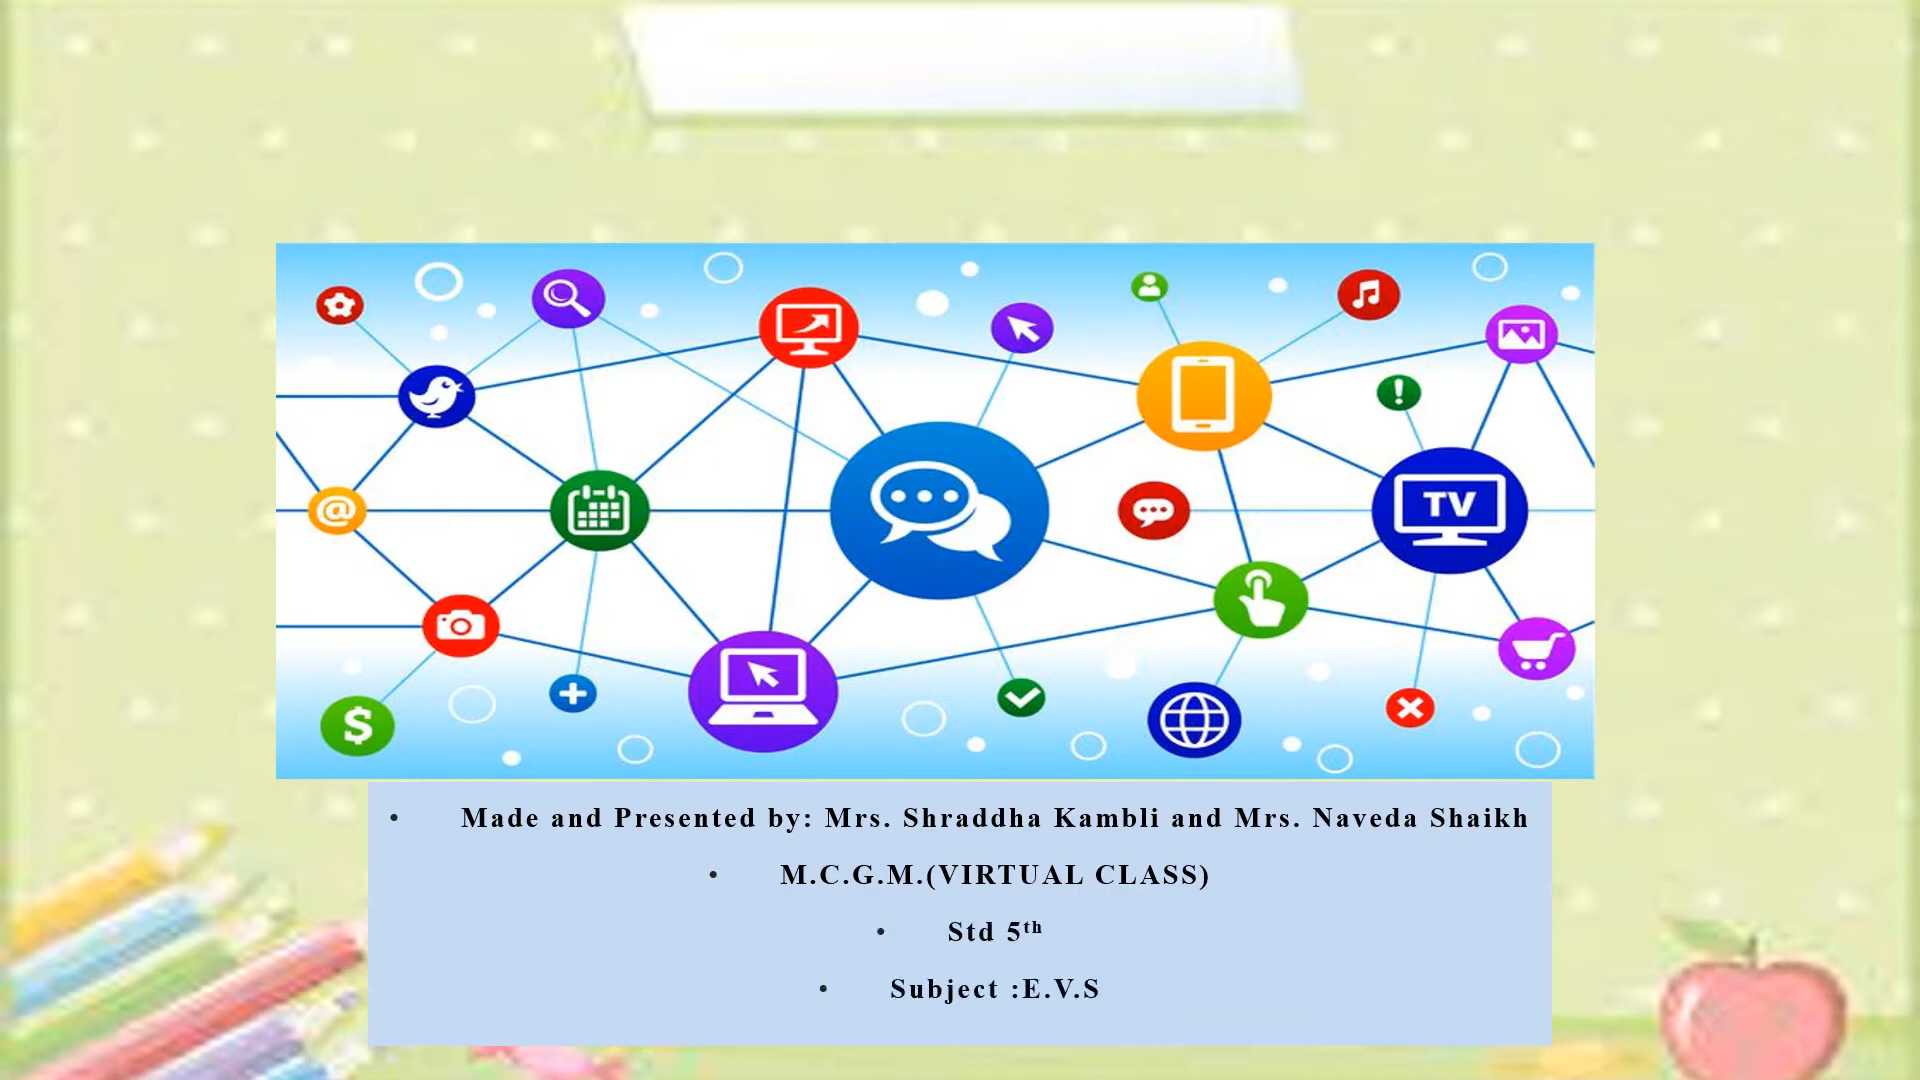 @
TV
$
• Made and Presented by: Mrs. Shraddha Kambli and Mrs. Naveda Shaikh
• M.C.G.M.(VIRTUAL CLASS)
• Std 5th
• Subject :E.V.S